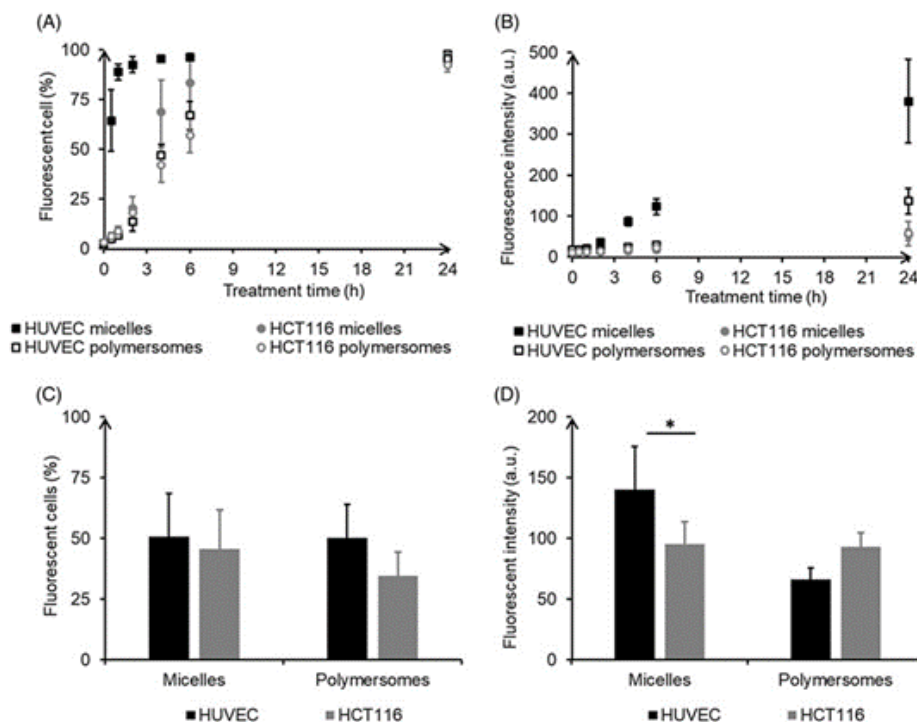 (A)
Fluorescent cell (%)
100
75
50
25
0
0 3 6 9 12 15 18 21 24
Treatment time (h)
■ HUVEC micelles ● HCT116 micelles
□ HUVEC polymersomes ○ HCT116 polymersomes
(B)
Fluorescence intensity (a.u.)
500
400
300
200
100
0
0 3 6 9 12 15 18 21 24
Treatment time (h)
■ HUVEC micelles ● HCT116 micelles
□ HUVEC polymersomes ○ HCT116 polymersomes
(C)
Fluorescent cells (%)
100
75
50
25
0
Micelles Polymersomes
■ HUVEC ■ HCT116
(D)
Fluorescent intensity (a.u.)
200
150
100
50
0
*
Micelles Polymersomes
■ HUVEC ■ HCT116